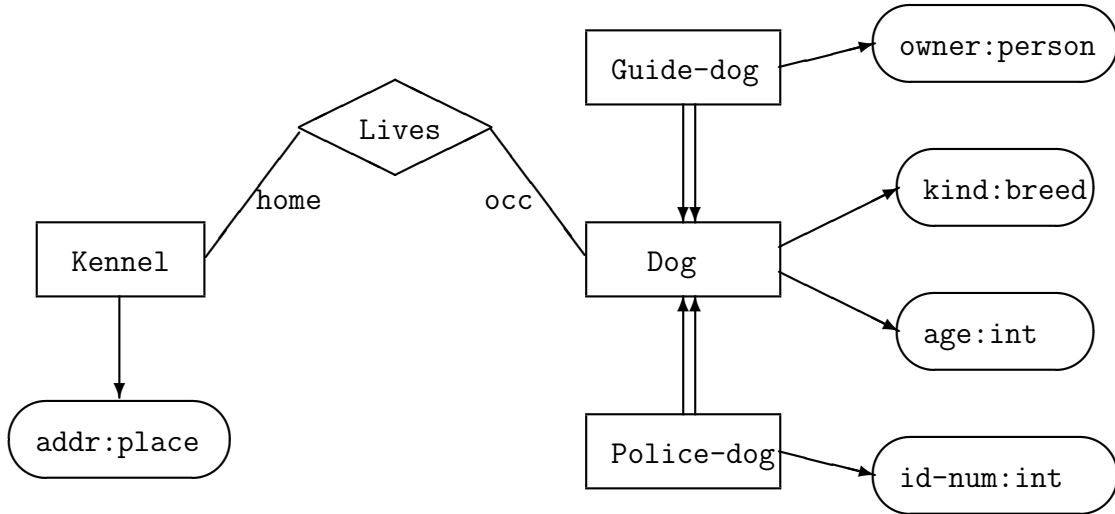 owner:person
Guide-dog
Lives
kind:breed
home
occ
Kennel
Dog
age:int
addr:place
Police-dog
id-num:int